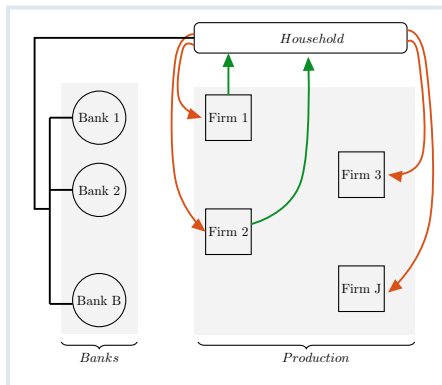 Household
Bank 1
Firm 1
Firm 3
Bank 2
Firm 2
Bank B
Firm J
Banks
Production